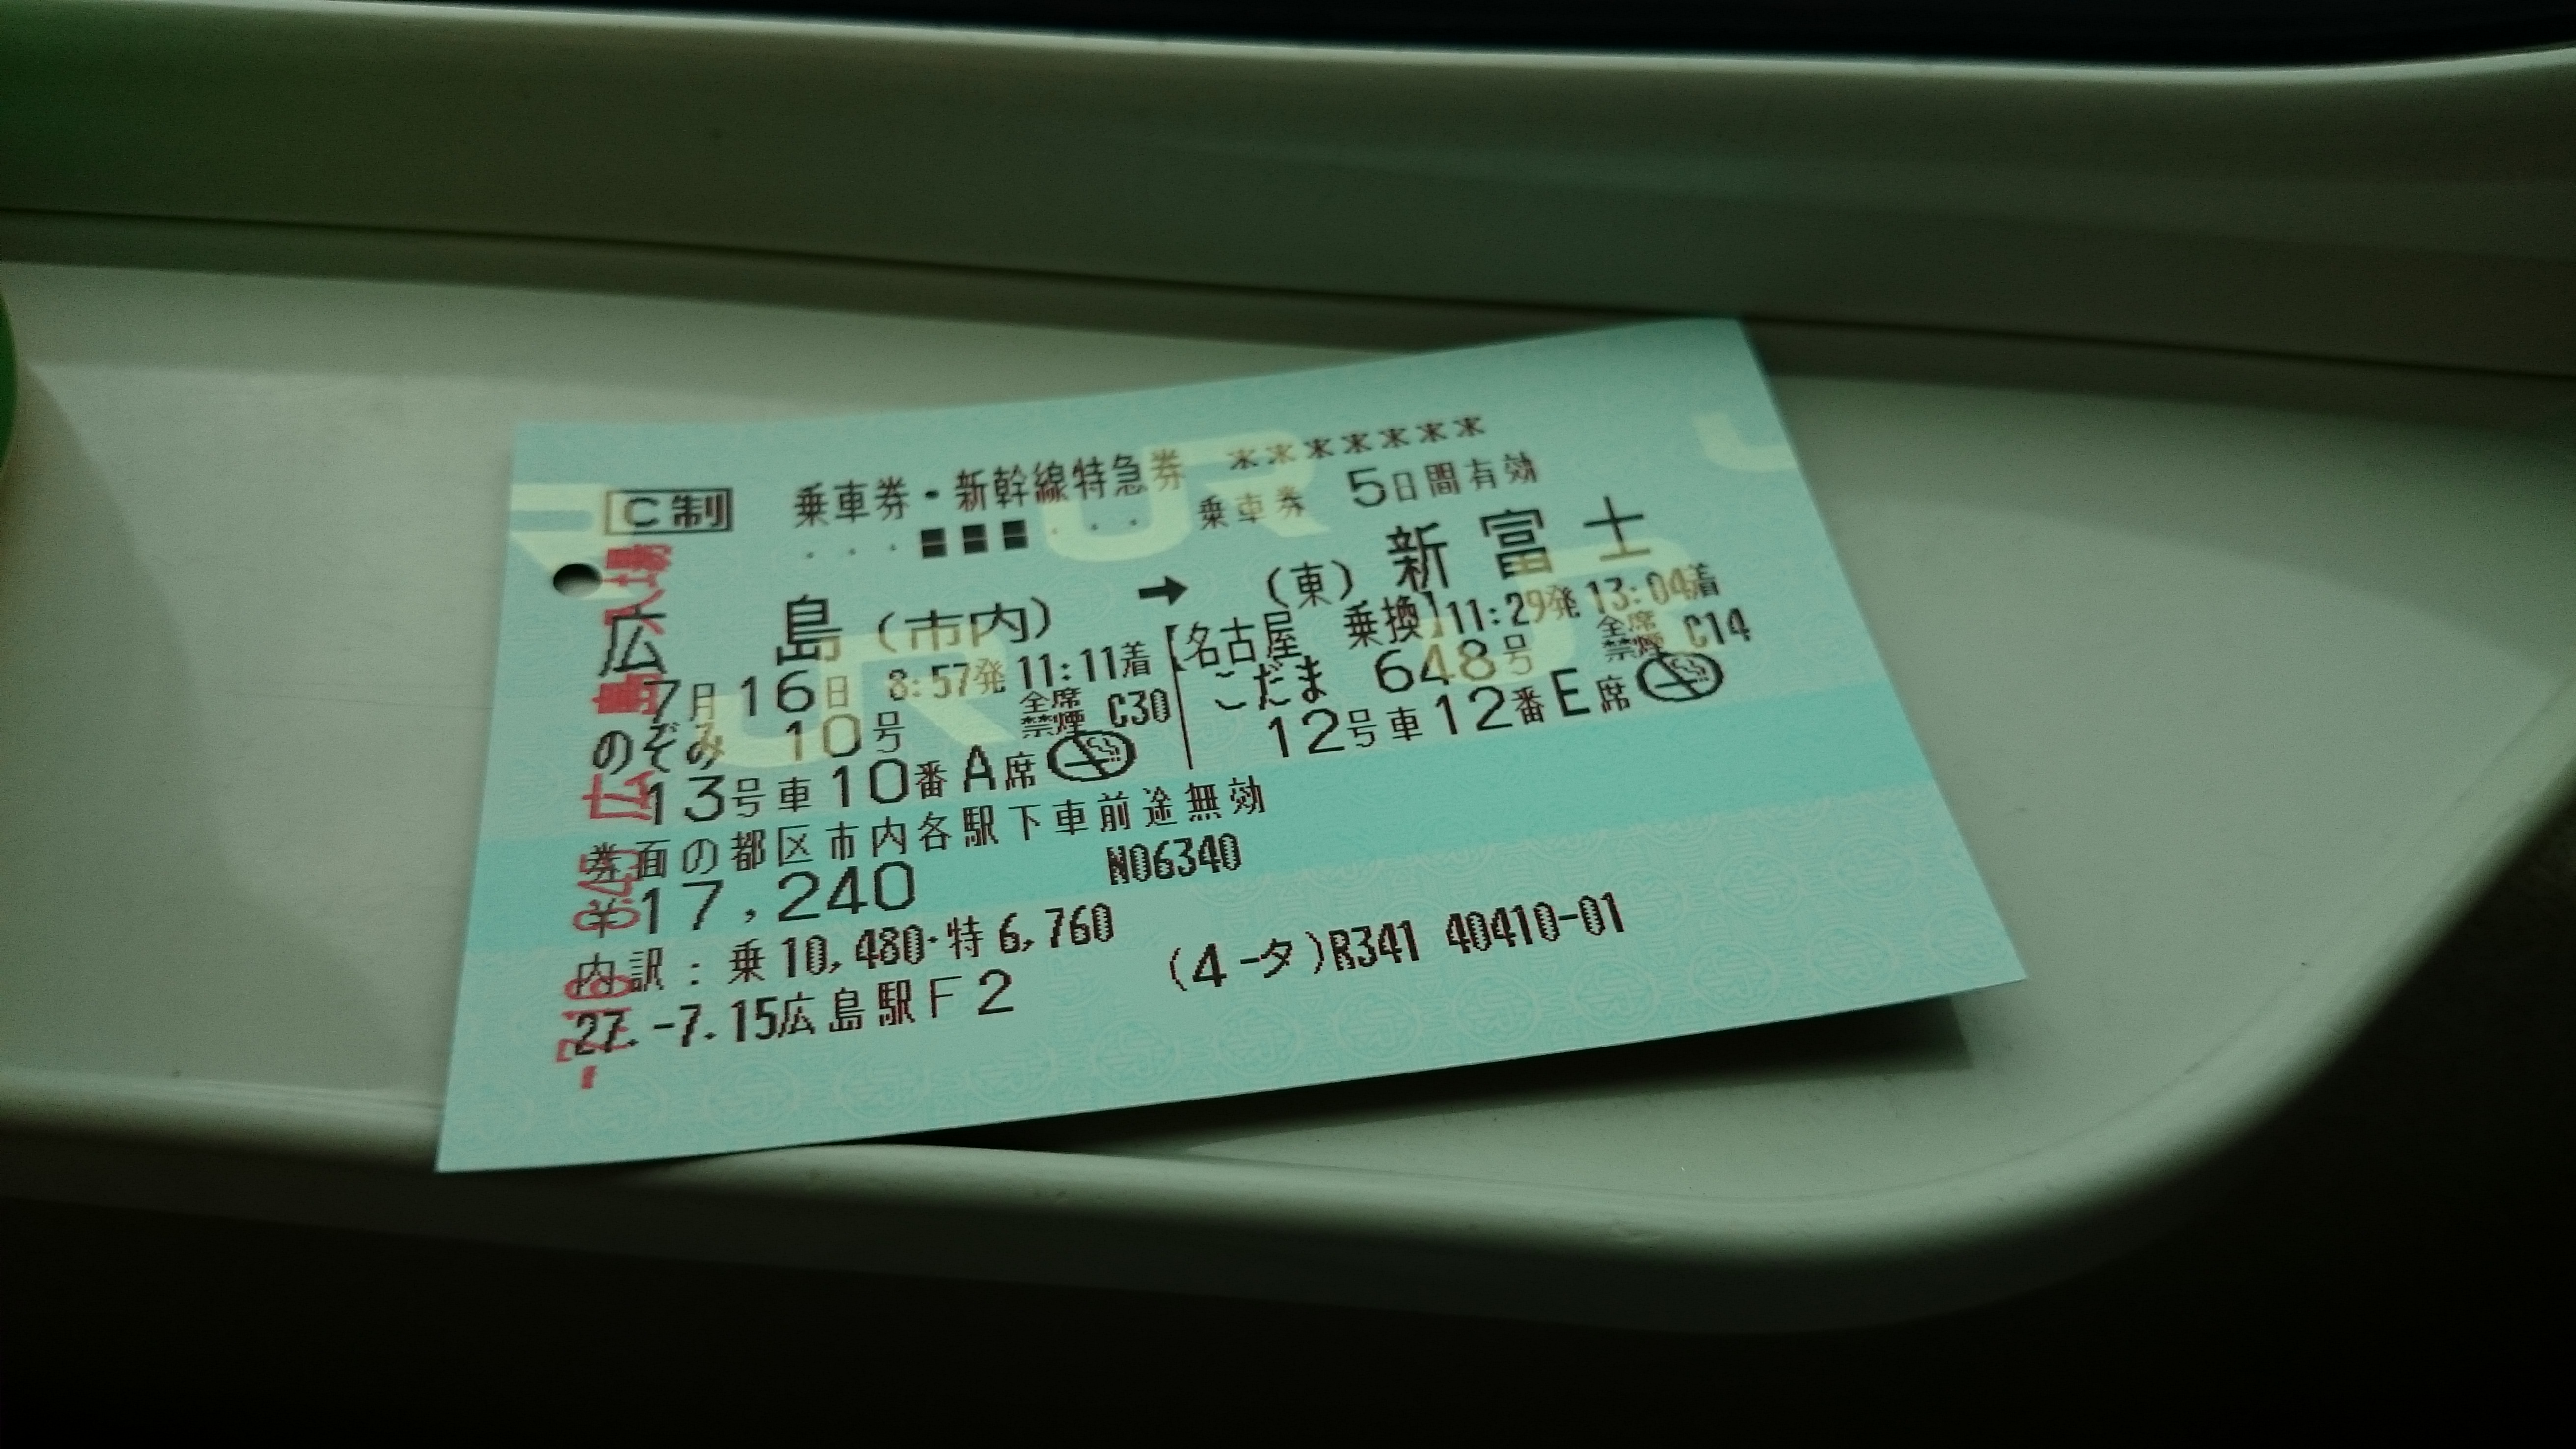 C制 乗車券・新幹線特急券 *******
・・・■■■・・・ 乗車券 5日間有効
広島(市内) → (東)新富士
7月16日 8:57発 11:11着 【名古屋 乗換】 11:29発 13:04着
のぞみ 10号 全席禁煙 C30 こだま 648号 全席禁煙 C14
13号車10番A席 12号車12番E席
券面の都区市内各駅下車前途無効
¥17,240 N06340
内訳:乗10,480・特6,760
27.-7.15広島駅F2 (4-タ)R341 40410-01
-7.16 広島 入場
JR